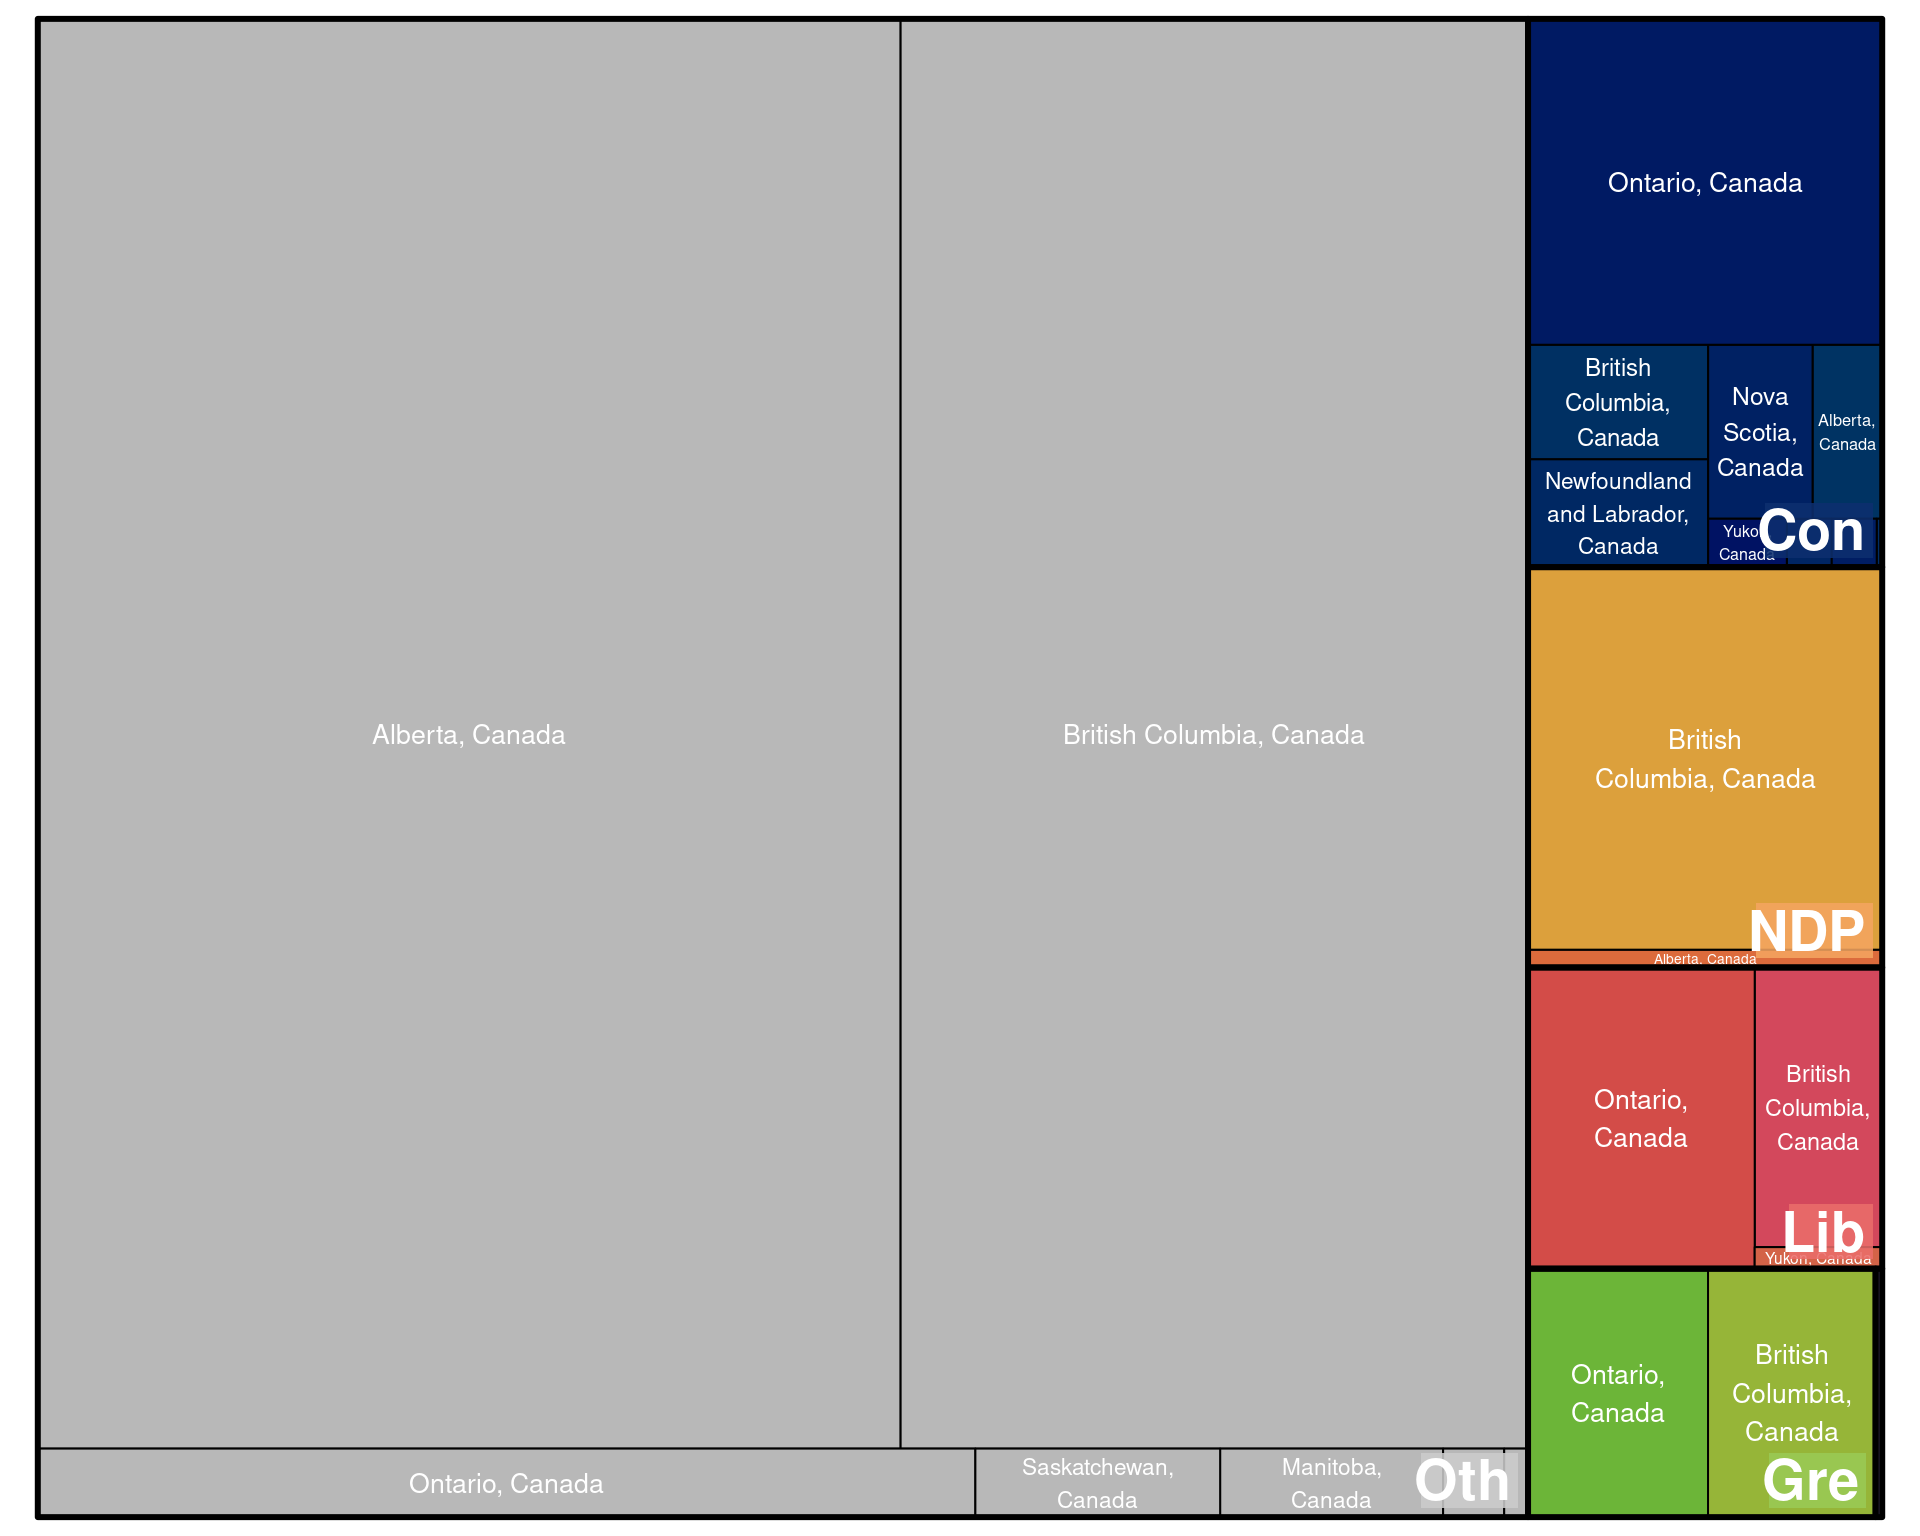 Alberta, Canada
British Columbia, Canada
Ontario, Canada
Saskatchewan,
Canada
Manitoba,
Canada
Oth
Ontario, Canada
British
Columbia,
Canada
Nova
Scotia,
Canada
Alberta,
Canada
Newfoundland
and Labrador,
Canada
Yukon,
Canada
Con
British
Columbia, Canada
NDP
Alberta, Canada
Ontario,
Canada
British
Columbia,
Canada
Lib
Yukon, Canada
Ontario,
Canada
British
Columbia,
Canada
Gre